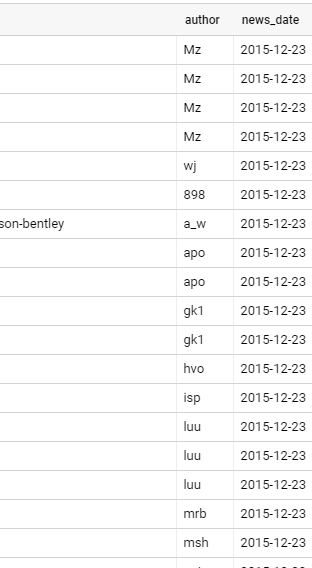 author news_date
Mz 2015-12-23
Mz 2015-12-23
Mz 2015-12-23
Mz 2015-12-23
wj 2015-12-23
898 2015-12-23
son-bentley a_w 2015-12-23
apo 2015-12-23
apo 2015-12-23
gk1 2015-12-23
gk1 2015-12-23
hvo 2015-12-23
isp 2015-12-23
luu 2015-12-23
luu 2015-12-23
luu 2015-12-23
mrb 2015-12-23
msh 2015-12-23